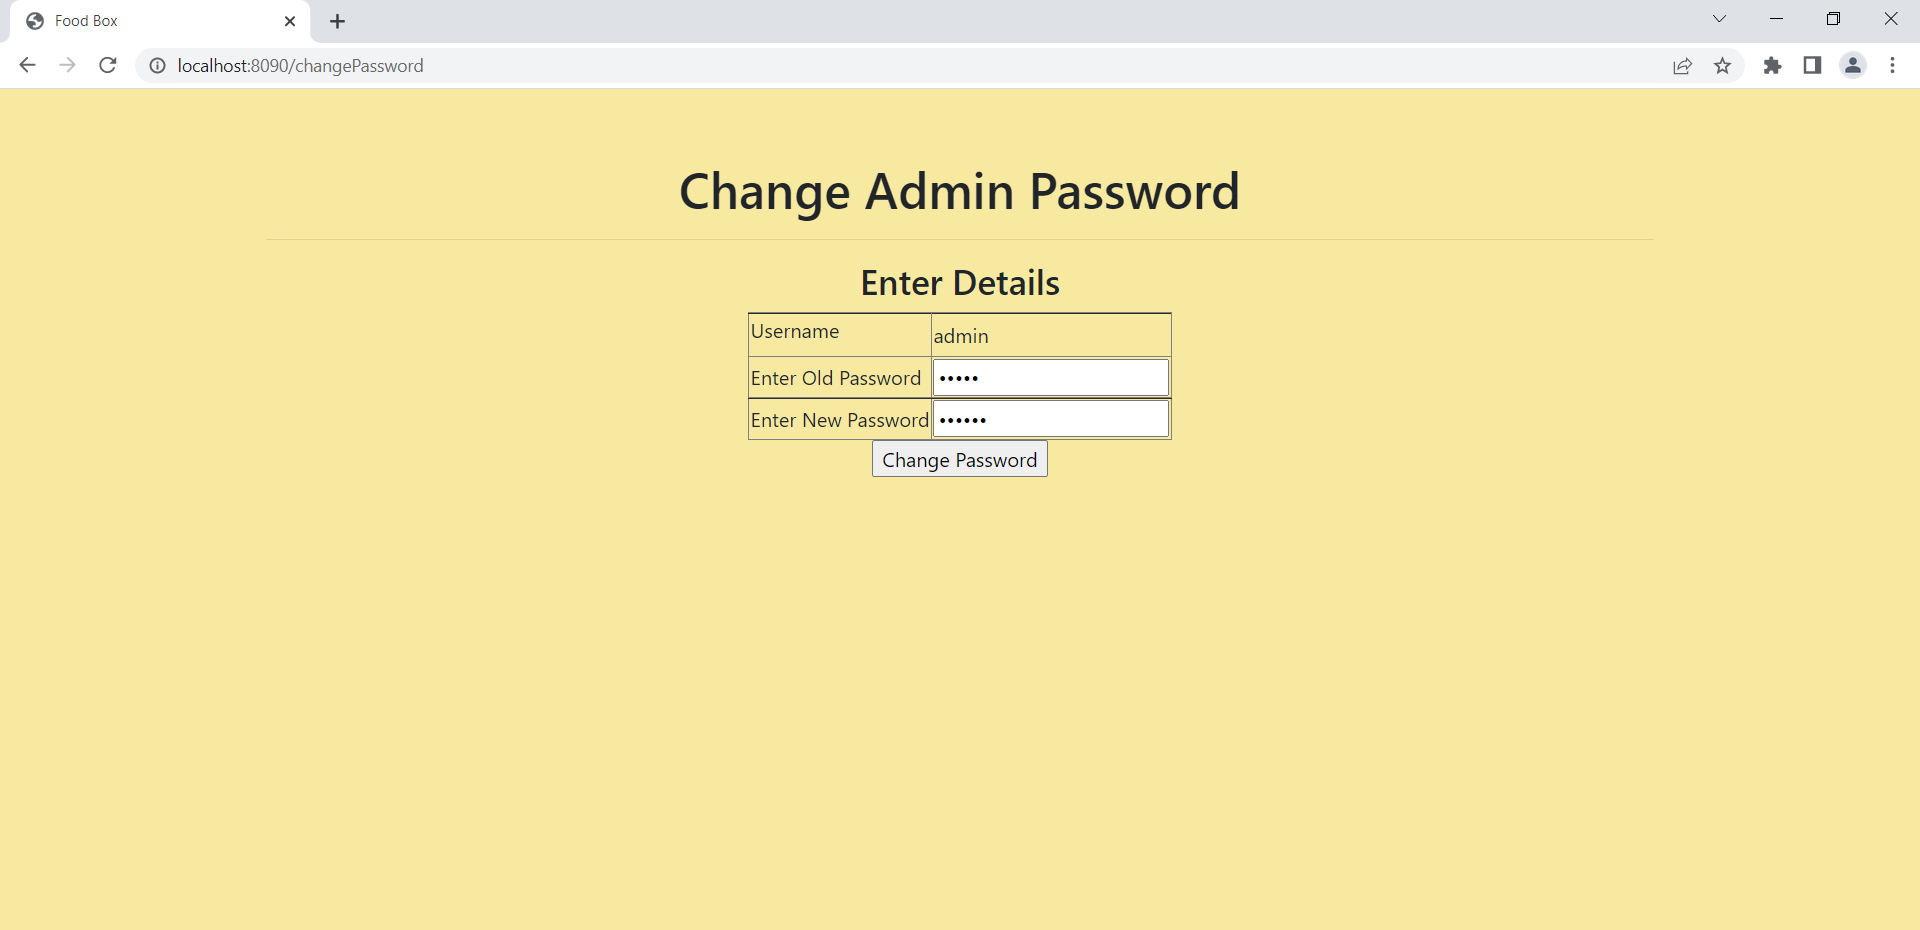 Food Box
localhost:8090/changePassword
Change Admin Password
Enter Details
Username admin
Enter Old Password •••••
Enter New Password ••••••
Change Password